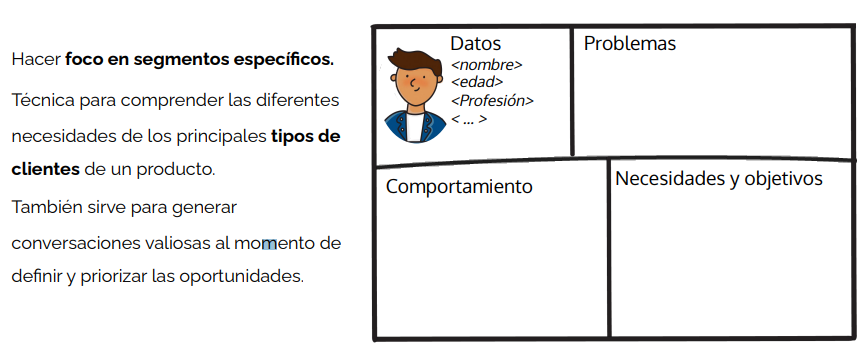 Hacer foco en segmentos específicos.
Técnica para comprender las diferentes
necesidades de los principales tipos de
clientes de un producto.
También sirve para generar
conversaciones valiosas al momento de
definir y priorizar las oportunidades.
Datos
<nombre>
<edad>
<Profesión>
< ... >
Problemas
Comportamiento
Necesidades y objetivos